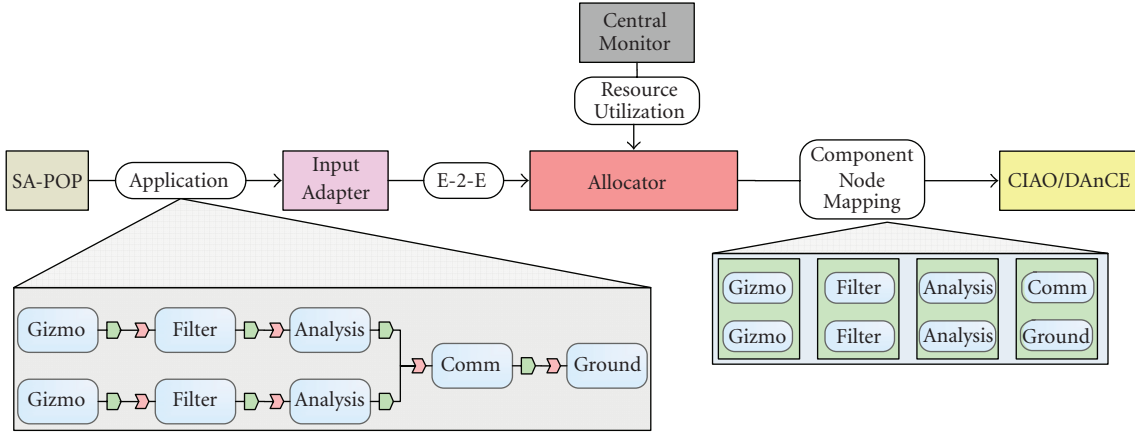 Central
Monitor
Resource
Utilization
SA-POP
Application
Input
Adapter
E-2-E
Allocator
Component
Node
Mapping
CIAO/DAnCE
Gizmo
Filter
Analysis
Comm
Gizmo
Filter
Analysis
Ground
Gizmo
Filter
Analysis
Comm
Ground
Gizmo
Filter
Analysis